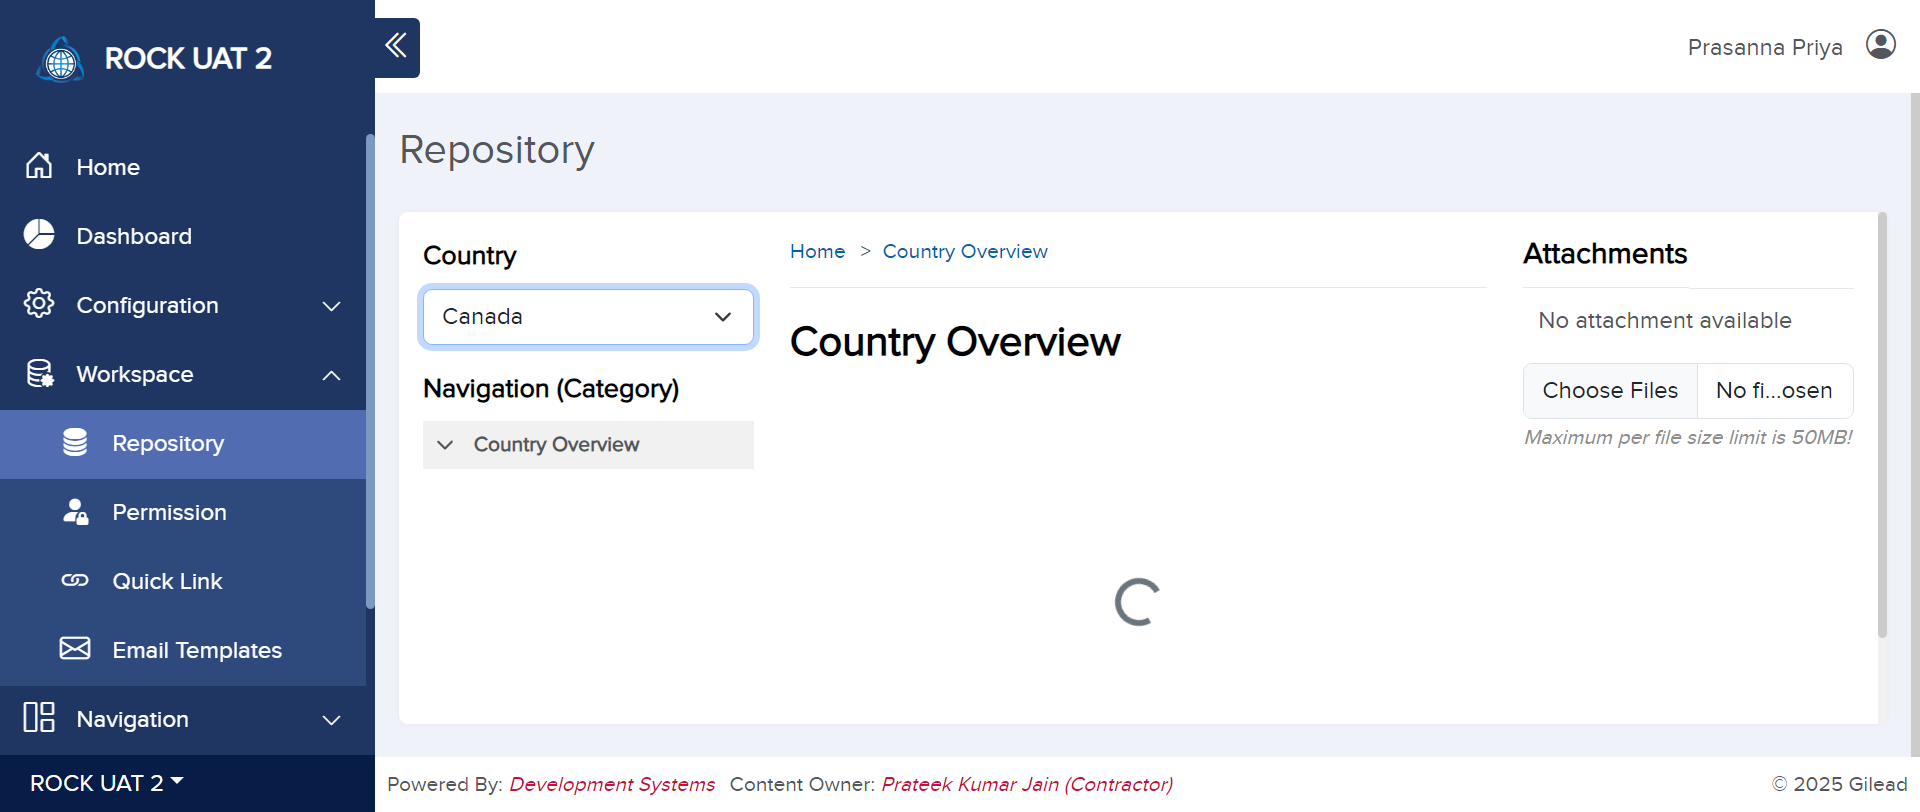 ROCK UAT 2
Prasanna Priya
Home
Dashboard
Configuration
Workspace
Repository
Permission
Quick Link
Email Templates
Navigation
ROCK UAT 2
Repository
Country
Canada
Navigation (Category)
Country Overview
Home > Country Overview
Country Overview
Attachments
No attachment available
Choose Files No fi...osen
Maximum per file size limit is 50MB!
Powered By: Development Systems Content Owner: Prateek Kumar Jain (Contractor)
© 2025 Gilead